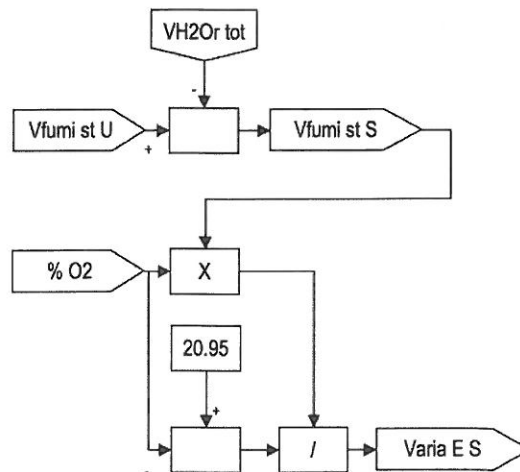 VH2Or tot
-
Vfumi st U
+
Vfumi st S
% O2
X
20.95
+
-
/
Varia E S